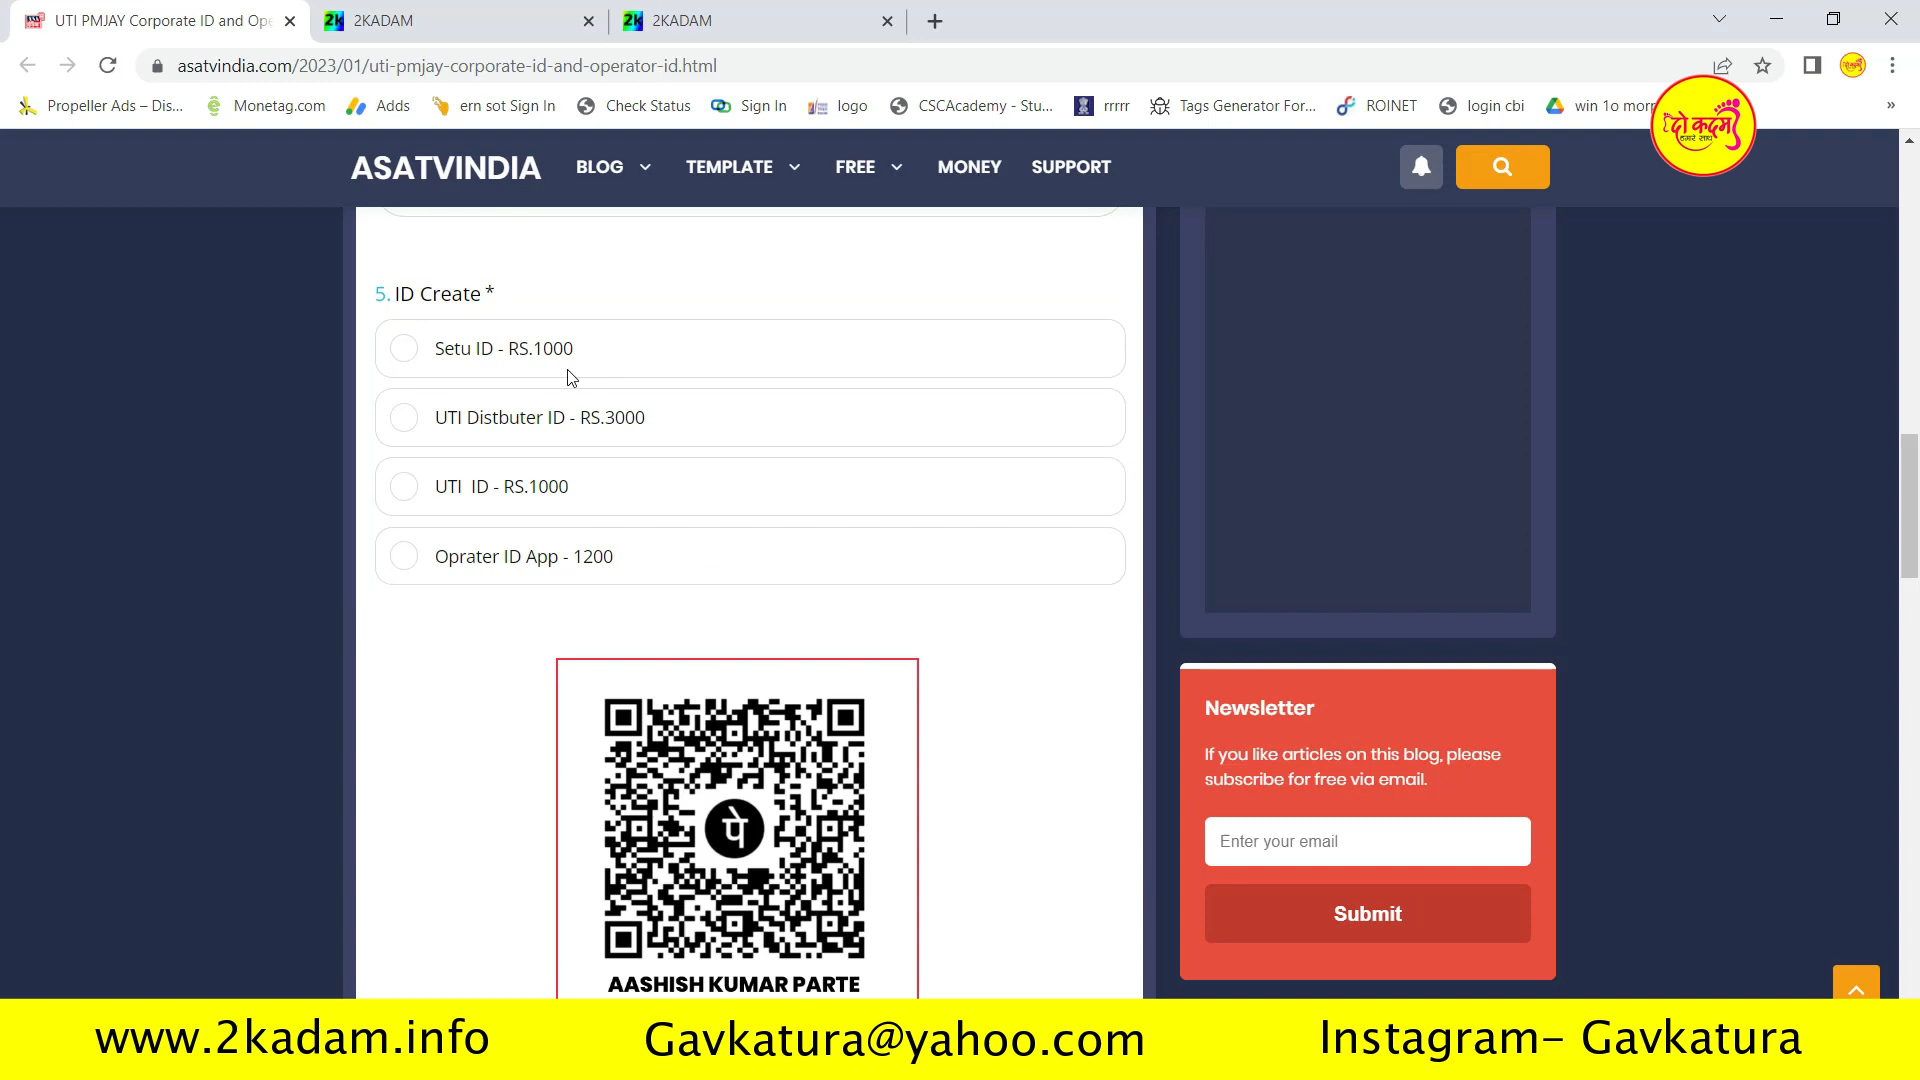 UTI PMJAY Corporate ID and Ope
2KADAM
2KADAM
asatvindia.com/2023/01/uti-pmjay-corporate-id-and-operator-id.html
Propeller Ads – Dis...
Monetag.com
Adds
ern sot Sign In
Check Status
Sign In
logo
CSCAcademy - Stu...
rrrrr
Tags Generator For...
ROINET
login cbi
win 1o morr
दो कदम
हमारे साथ
ASATVINDIA
BLOG
TEMPLATE
FREE
MONEY
SUPPORT
5. ID Create *
Setu ID - RS.1000
UTI Distbuter ID - RS.3000
UTI  ID - RS.1000
Oprater ID App - 1200
पे
AASHISH KUMAR PARTE
Newsletter
If you like articles on this blog, please
subscribe for free via email.
Enter your email
Submit
www.2kadam.info
Gavkatura@yahoo.com
Instagram- Gavkatura